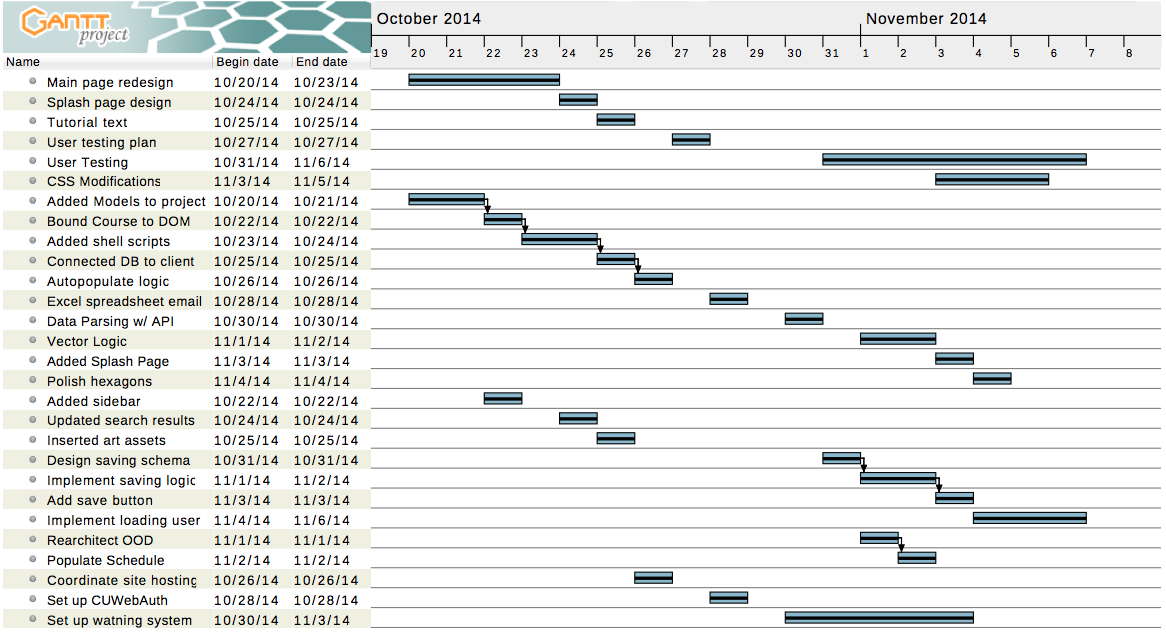 GANTT project
October 2014 November 2014
19 20 21 22 23 24 25 26 27 28 29 30 31 1 2 3 4 5 6 7 8
Name Begin date End date
Main page redesign 10/20/14 10/23/14
Splash page design 10/24/14 10/24/14
Tutorial text 10/25/14 10/25/14
User testing plan 10/27/14 10/27/14
User Testing 10/31/14 11/6/14
CSS Modifications 11/3/14 11/5/14
Added Models to project 10/20/14 10/21/14
Bound Course to DOM 10/22/14 10/22/14
Added shell scripts 10/23/14 10/24/14
Connected DB to client 10/25/14 10/25/14
Autopopulate logic 10/26/14 10/26/14
Excel spreadsheet email 10/28/14 10/28/14
Data Parsing w/ API 10/30/14 10/30/14
Vector Logic 11/1/14 11/2/14
Added Splash Page 11/3/14 11/3/14
Polish hexagons 11/4/14 11/4/14
Added sidebar 10/22/14 10/22/14
Updated search results 10/24/14 10/24/14
Inserted art assets 10/25/14 10/25/14
Design saving schema 10/31/14 10/31/14
Implement saving logic 11/1/14 11/2/14
Add save button 11/3/14 11/3/14
Implement loading user 11/4/14 11/6/14
Rearchitect OOD 11/1/14 11/1/14
Populate Schedule 11/2/14 11/2/14
Coordinate site hosting 10/26/14 10/26/14
Set up CUWebAuth 10/28/14 10/28/14
Set up watning system 10/30/14 11/3/14